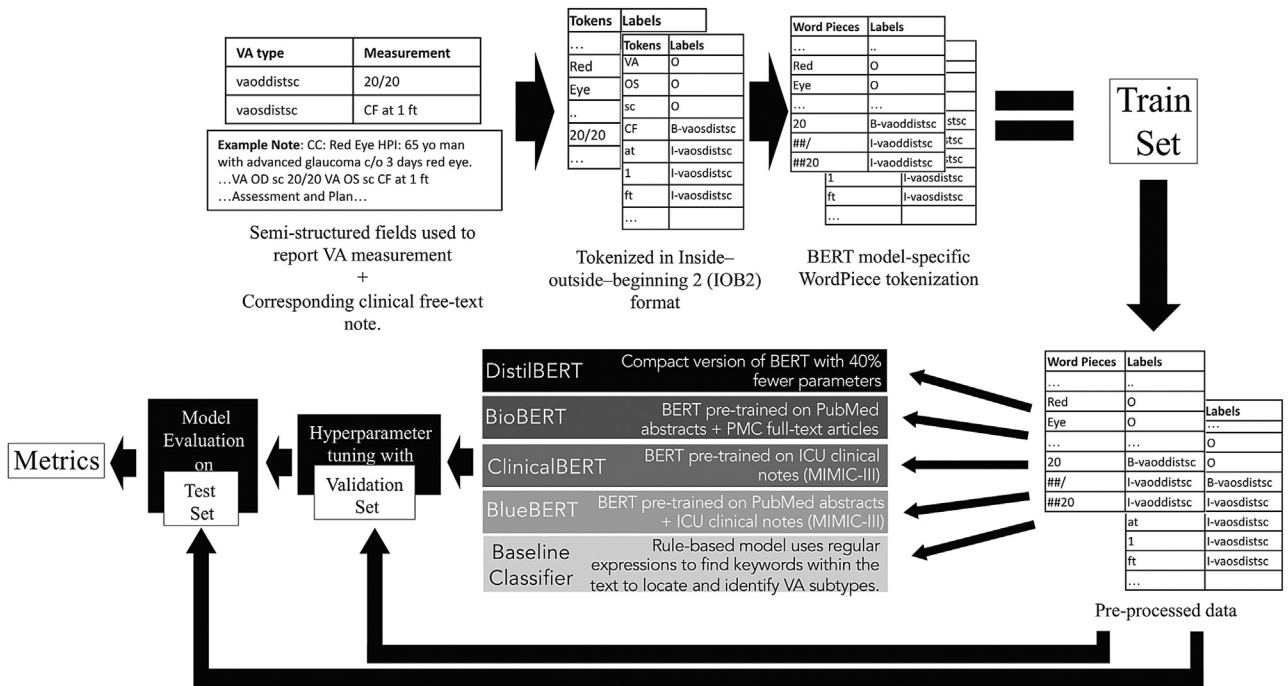 VA type Measurement
vaoddistsc 20/20
vaosdistsc CF at 1 ft
Example Note: CC: Red Eye HPI: 65 yo man
with advanced glaucoma c/o 3 days red eye.
…VA OD sc 20/20 VA OS sc CF at 1 ft
…Assessment and Plan…
Semi-structured fields used to
report VA measurement
+
Corresponding clinical free-text
note.
Tokens Labels
...
Red
Eye
..
20/20
...
Tokens Labels
VA O
OS O
sc O
CF B-vaosdistsc
at I-vaosdistsc
1 I-vaosdistsc
ft I-vaosdistsc
...
Tokenized in Inside–
outside–beginning 2 (IOB2)
format
Word Pieces Labels
... ..
Red O
Eye O
... ...
20 B-vaoddistsc
##/ I-vaoddistsc
##20 I-vaoddistsc
1 I-vaosdistsc
ft I-vaosdistsc
...
BERT model-specific
WordPiece tokenization
Train
Set
Word Pieces Labels
... ..
Red O
Eye O
... ...
20 B-vaoddistsc
##/ I-vaoddistsc
##20 I-vaoddistsc
Labels
...
O
O
B-vaosdistsc
I-vaosdistsc
at I-vaosdistsc
1 I-vaosdistsc
ft I-vaosdistsc
...
Pre-processed data
DistilBERT Compact version of BERT with 40%
fewer parameters
BioBERT BERT pre-trained on PubMed
abstracts + PMC full-text articles
ClinicalBERT BERT pre-trained on ICU clinical
notes (MIMIC-III)
BlueBERT BERT pre-trained on PubMed abstracts
+ ICU clinical notes (MIMIC-III)
Baseline
Classifier
Rule-based model uses regular
expressions to find keywords within the
text to locate and identify VA subtypes.
Hyperparameter
tuning with
Validation
Set
Model
Evaluation
on
Test
Set
Metrics